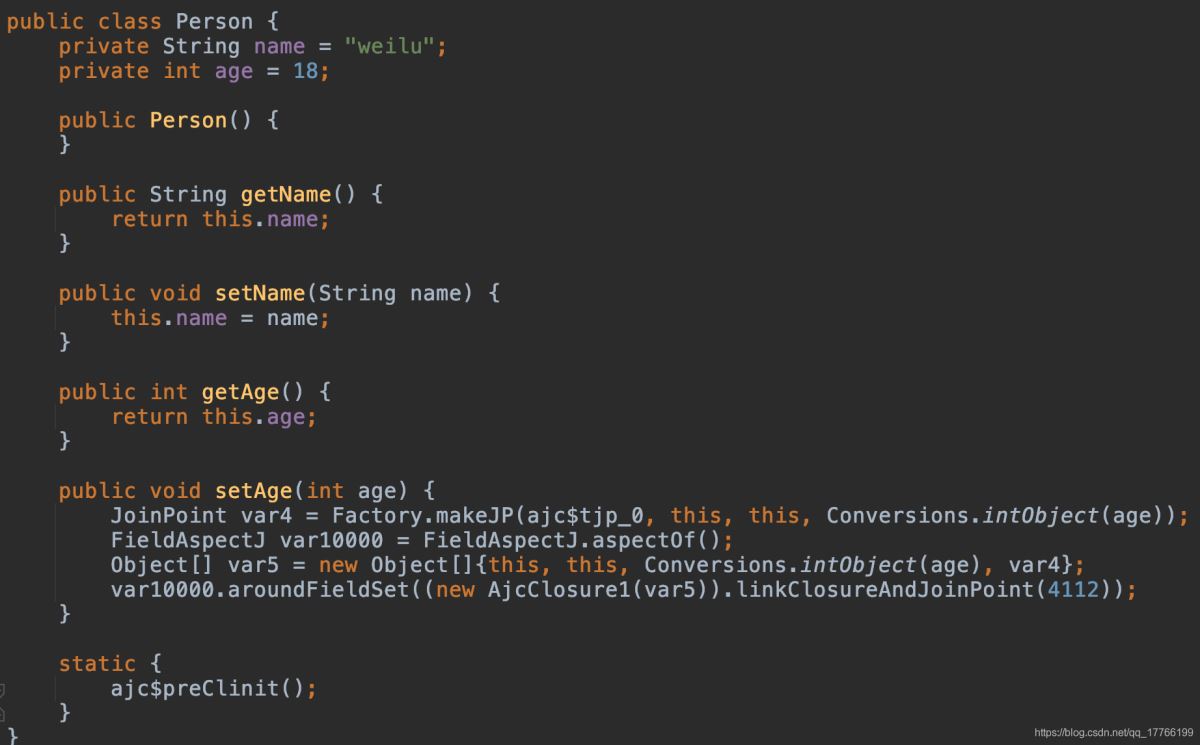 public class Person {
    private String name = "weilu";
    private int age = 18;
    public Person() {
    }
    public String getName() {
        return this.name;
    }
    public void setName(String name) {
        this.name = name;
    }
    public int getAge() {
        return this.age;
    }
    public void setAge(int age) {
        JoinPoint var4 = Factory.makeJP(ajc$tjp_0, this, this, Conversions.intObject(age));
        FieldAspectJ var10000 = FieldAspectJ.aspectOf();
        Object[] var5 = new Object[]{this, this, Conversions.intObject(age), var4};
        var10000.aroundFieldSet((new AjcClosure1(var5)).linkClosureAndJoinPoint(4112));
    }
    static {
        ajc$preClinit();
    }
}
https://blog.csdn.net/qq_17766199